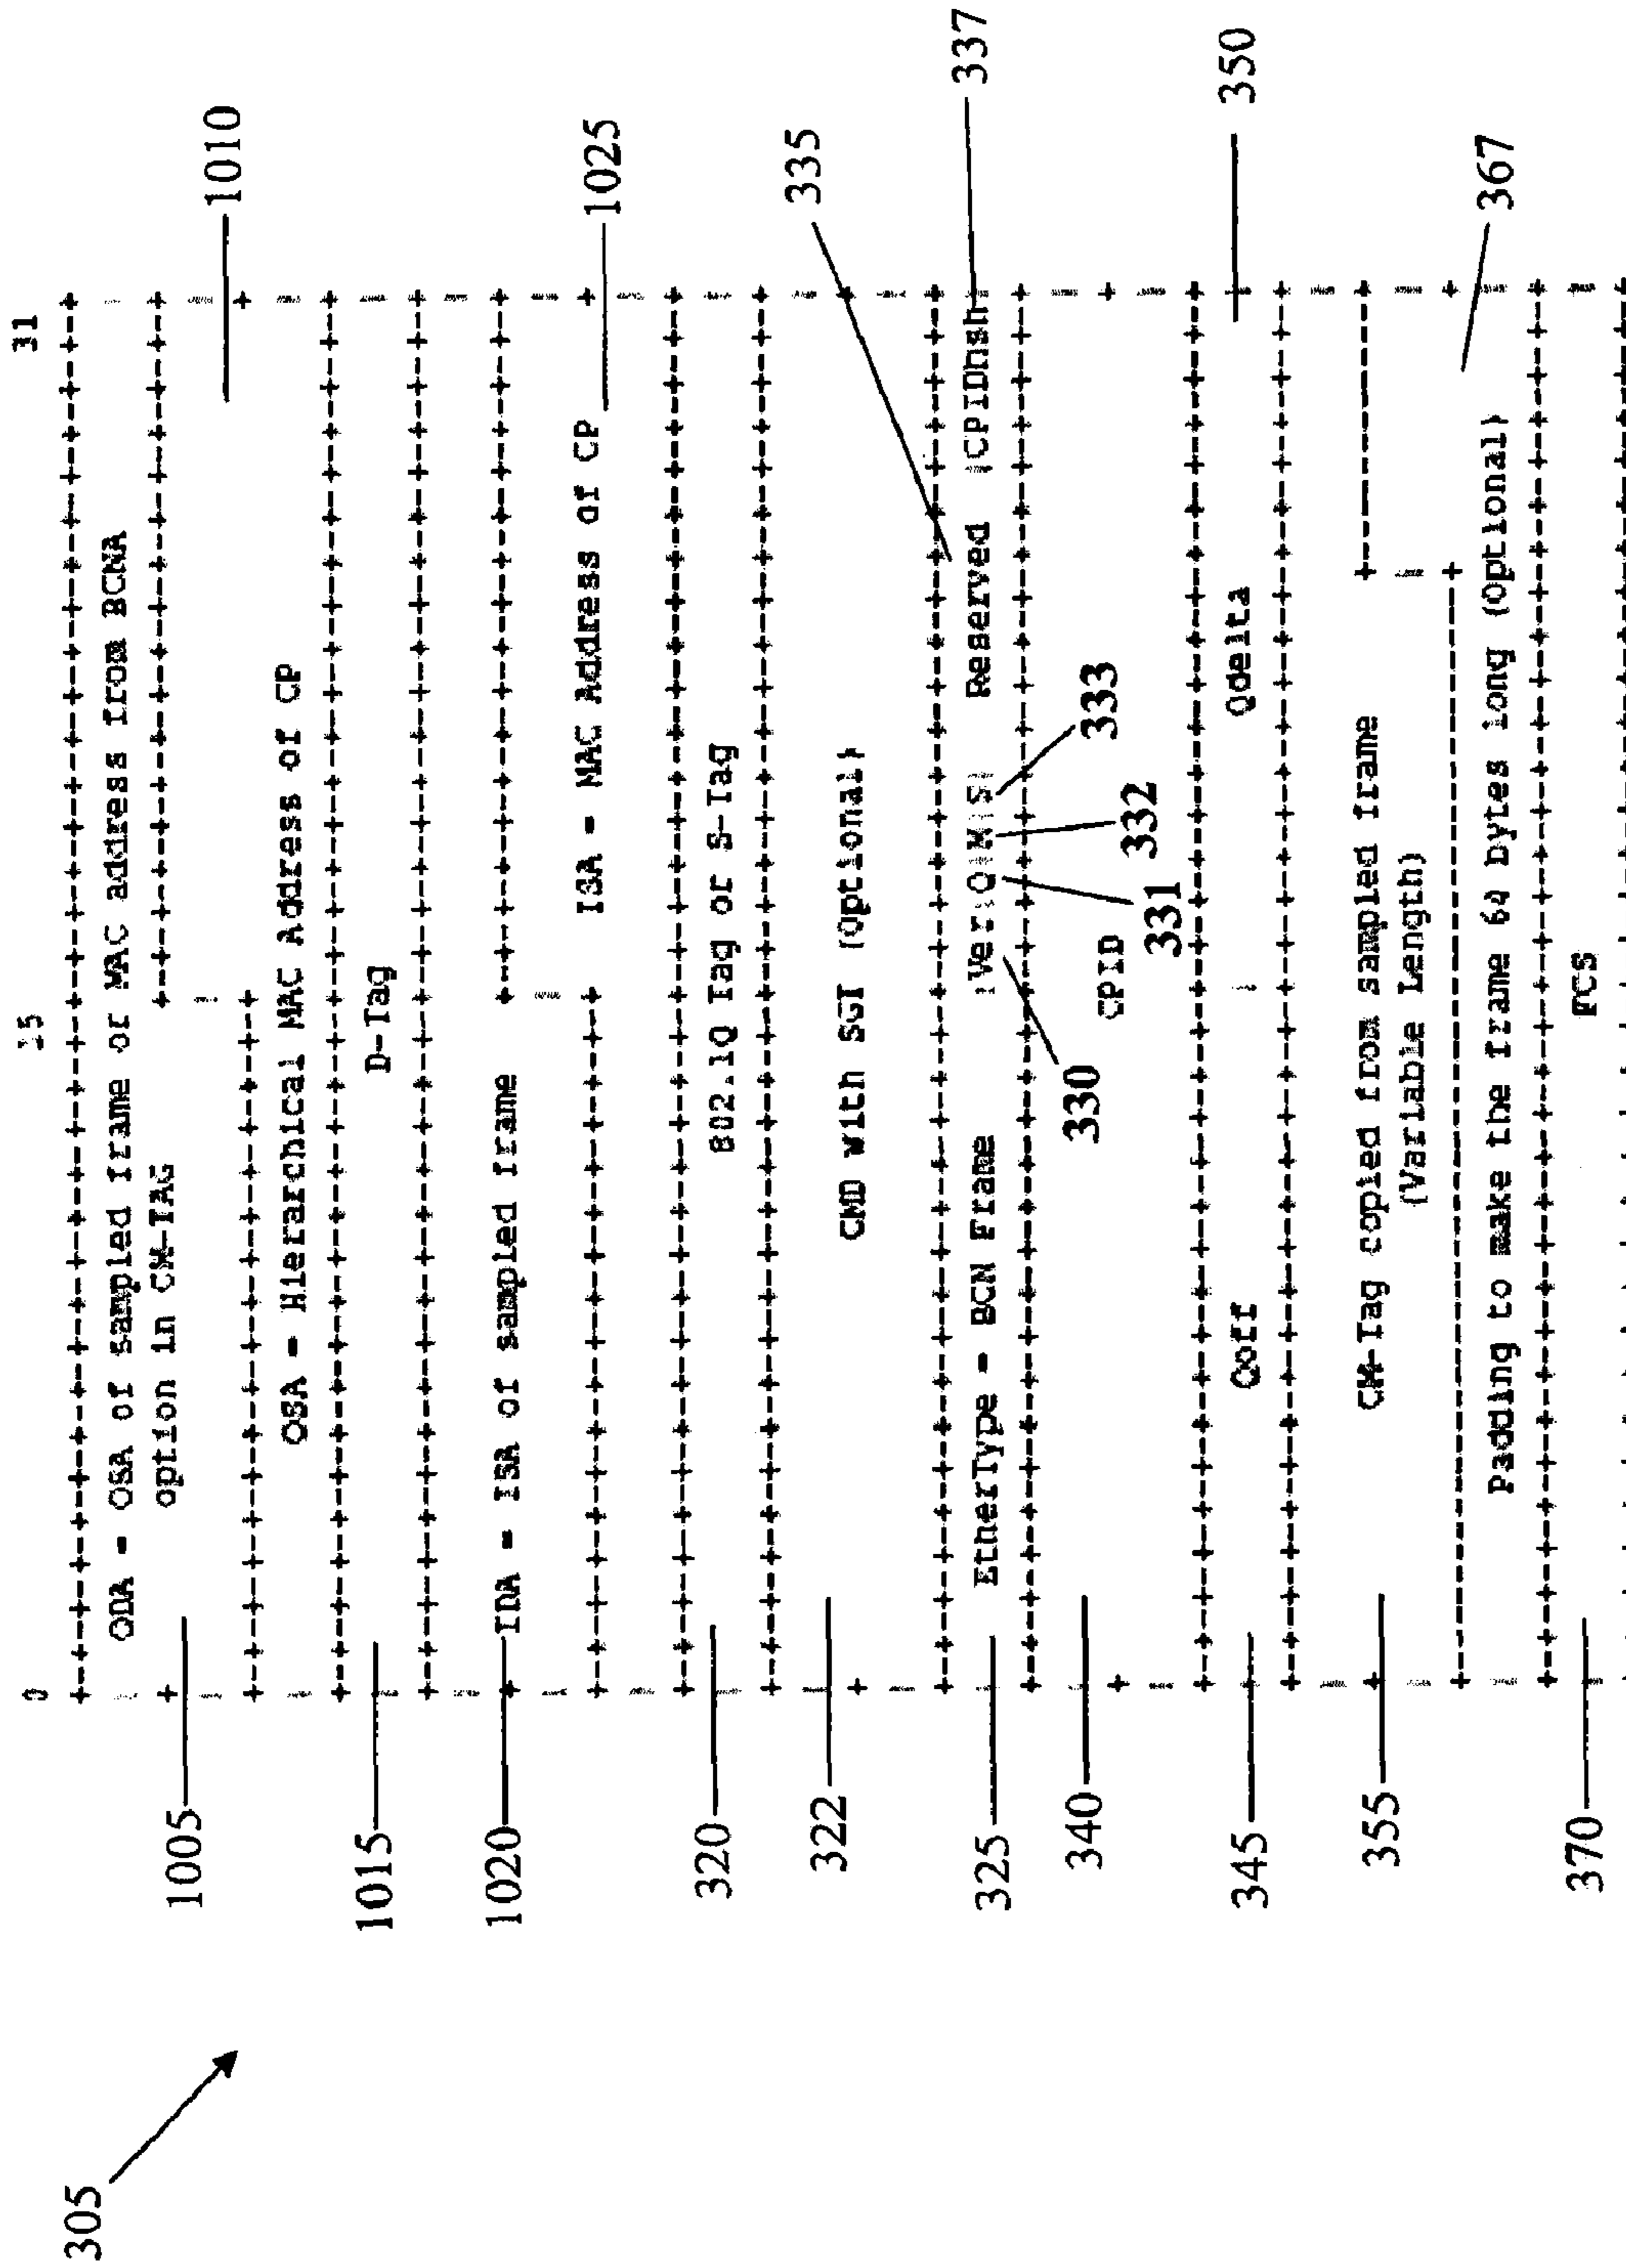 305
0 15 31
+-+-+-+-+-+-+-+-+-+-+-+-+-+-+-+-+-+-+-+-+-+-+-+-+-+-+-+-+-+-+-+-+
ODA = OSA of sampled frame or MAC address from BCNA
1005 option in CM-TAG
1010
OSA = Hierarchical MAC Address of CP
1015 D-Tag
1020 IDA = ISA of sampled frame
ISA = MAC Address of CP 1025
320 802.1Q Tag or S-Tag
322 CMD with SGT (Optional)
335
325 EtherType = BCN Frame |Ver|Q|M|S| Reserved |CPIDhsh 337
330 331 332 333
340 CPID
345 Qoff | Qdelta 350
355 CM-Tag copied from sampled frame
(Variable Length)
367
Padding to make the frame 64 bytes long (Optional)
370 FCS